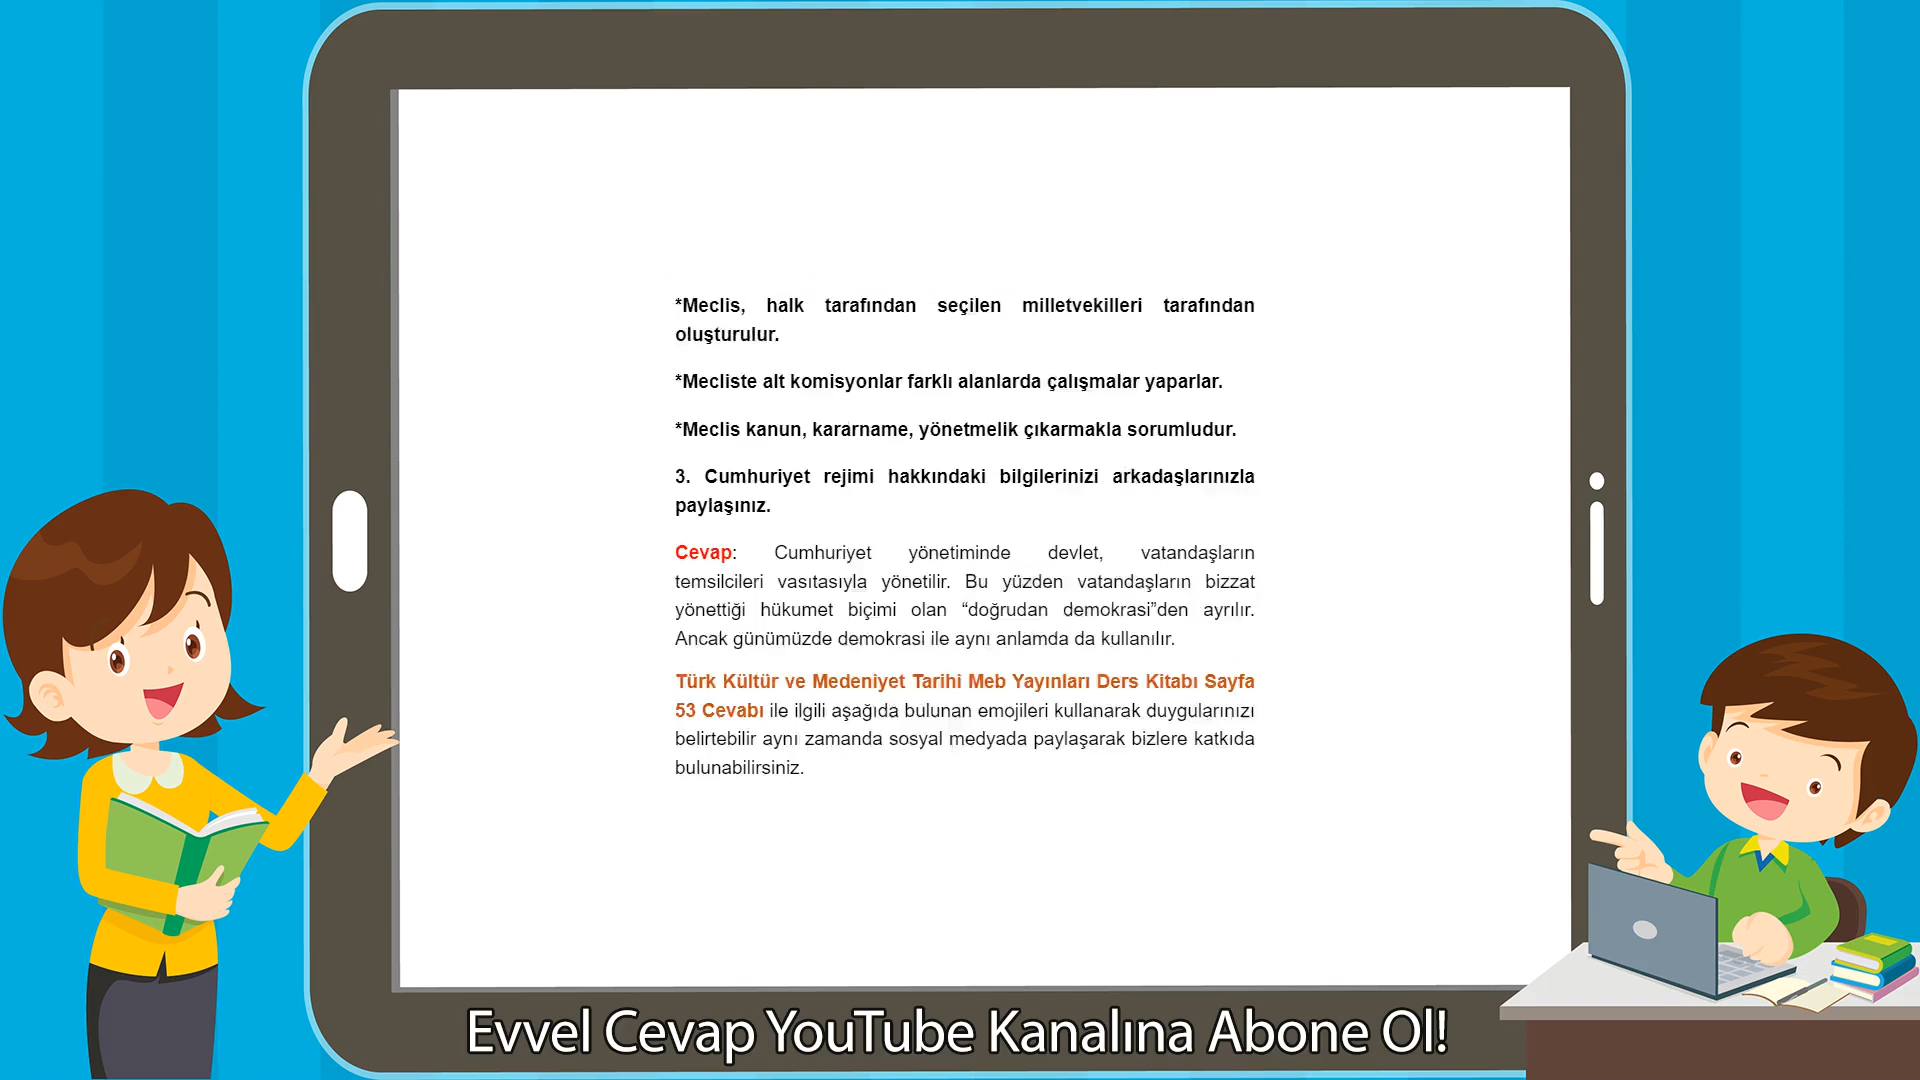 *Meclis, halk tarafından seçilen milletvekilleri tarafından
oluşturulur.
*Mecliste alt komisyonlar farklı alanlarda çalışmalar yaparlar.
*Meclis kanun, kararname, yönetmelik çıkarmakla sorumludur.
3. Cumhuriyet rejimi hakkındaki bilgilerinizi arkadaşlarınızla
paylaşınız.
Cevap: Cumhuriyet yönetiminde devlet, vatandaşların
temsilcileri vasıtasıyla yönetilir. Bu yüzden vatandaşların bizzat
yönettiği hükumet biçimi olan “doğrudan demokrasi”den ayrılır.
Ancak günümüzde demokrasi ile aynı anlamda da kullanılır.
Türk Kültür ve Medeniyet Tarihi Meb Yayınları Ders Kitabı Sayfa
53 Cevabı ile ilgili aşağıda bulunan emojileri kullanarak duygularınızı
belirtebilir aynı zamanda sosyal medyada paylaşarak bizlere katkıda
bulunabilirsiniz.
Evvel Cevap YouTube Kanalına Abone Ol!